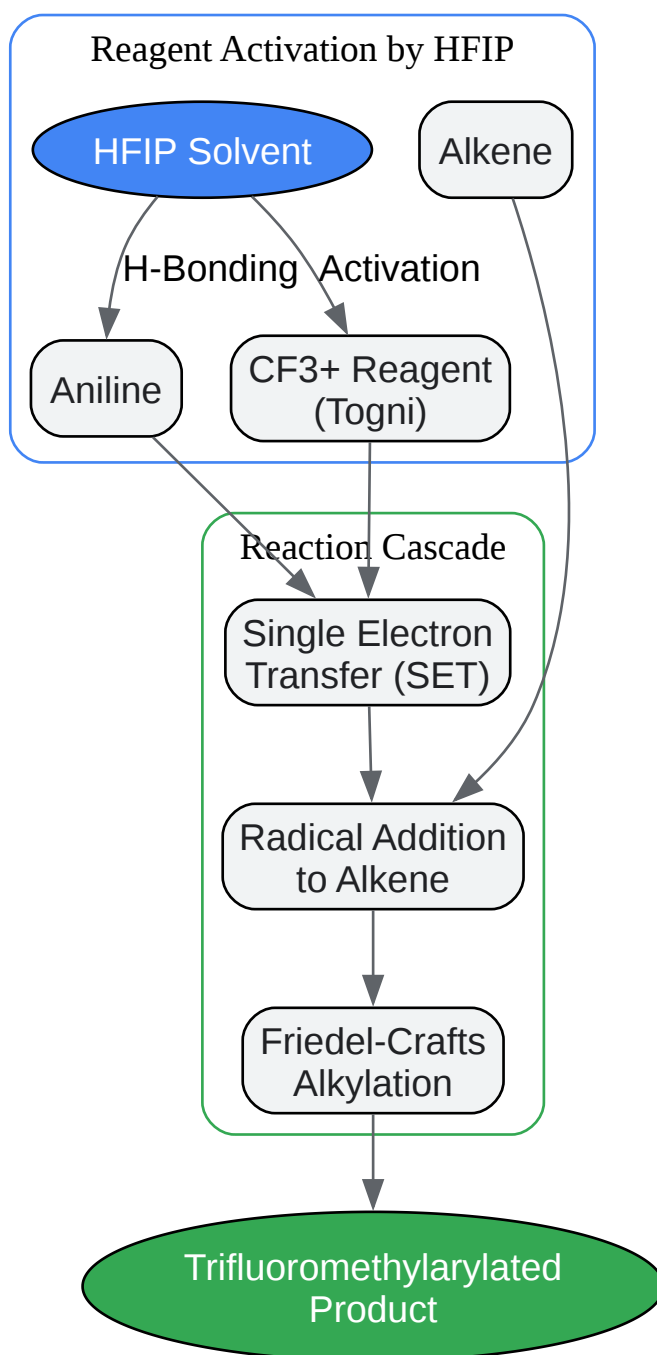 Reagent Activation by HFIP
HFIP Solvent
Alkene
H-Bonding
Activation
Aniline
CF3+ Reagent
(Togni)
Reaction Cascade
Single Electron
Transfer (SET)
Radical Addition
to Alkene
Friedel-Crafts
Alkylation
Trifluoromethylarylated
Product